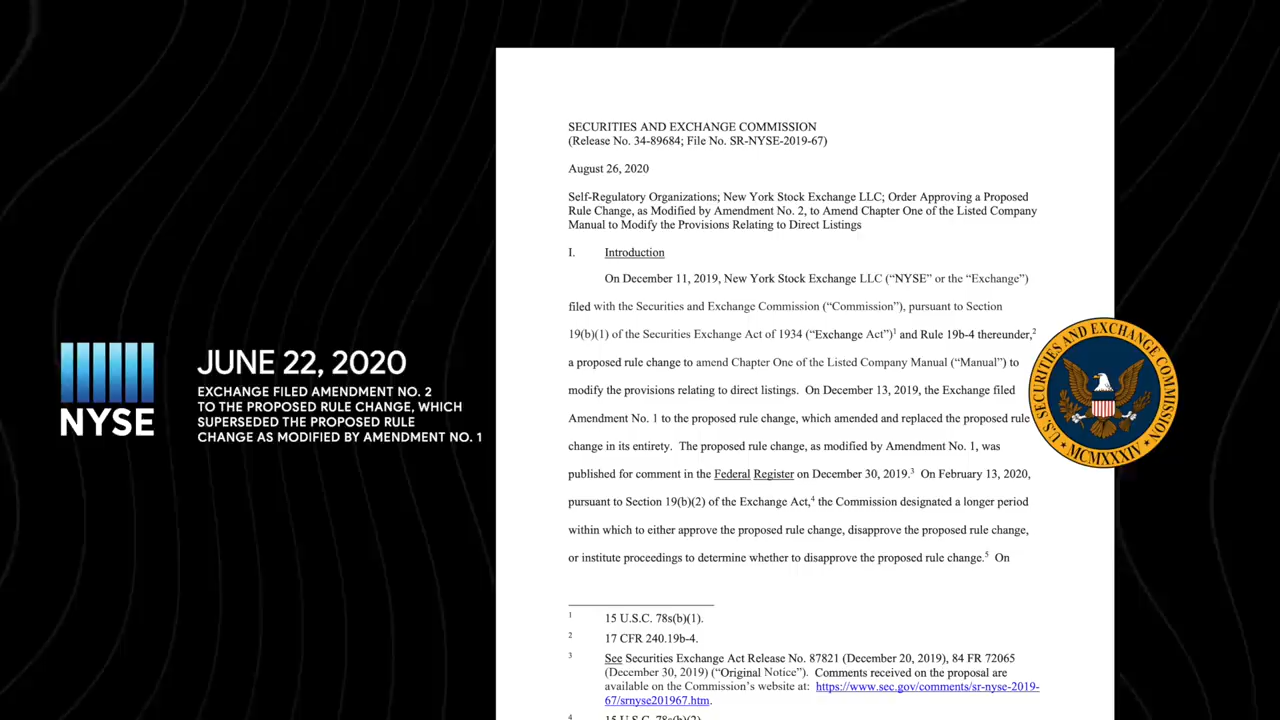 NYSE
JUNE 22, 2020
EXCHANGE FILED AMENDMENT NO. 2
TO THE PROPOSED RULE CHANGE, WHICH
SUPERSEDED THE PROPOSED RULE
CHANGE AS MODIFIED BY AMENDMENT NO. 1
SECURITIES AND EXCHANGE COMMISSION
(Release No. 34-89684; File No. SR-NYSE-2019-67)
August 26, 2020
Self-Regulatory Organizations; New York Stock Exchange LLC; Order Approving a Proposed
Rule Change, as Modified by Amendment No. 2, to Amend Chapter One of the Listed Company
Manual to Modify the Provisions Relating to Direct Listings
I. Introduction
On December 11, 2019, New York Stock Exchange LLC (“NYSE” or the “Exchange”)
filed with the Securities and Exchange Commission (“Commission”), pursuant to Section
19(b)(1) of the Securities Exchange Act of 1934 (“Exchange Act”)1 and Rule 19b-4 thereunder,2
a proposed rule change to amend Chapter One of the Listed Company Manual (“Manual”) to
modify the provisions relating to direct listings. On December 13, 2019, the Exchange filed
Amendment No. 1 to the proposed rule change, which amended and replaced the proposed rule
change in its entirety. The proposed rule change, as modified by Amendment No. 1, was
published for comment in the Federal Register on December 30, 2019.3 On February 13, 2020,
pursuant to Section 19(b)(2) of the Exchange Act,4 the Commission designated a longer period
within which to either approve the proposed rule change, disapprove the proposed rule change,
or institute proceedings to determine whether to disapprove the proposed rule change.5 On
1 15 U.S.C. 78s(b)(1).
2 17 CFR 240.19b-4.
3 See Securities Exchange Act Release No. 87821 (December 20, 2019), 84 FR 72065
(December 30, 2019) (“Original Notice”). Comments received on the proposal are
available on the Commission’s website at: https://www.sec.gov/comments/sr-nyse-2019-
67/srnyse201967.htm.
4 15 U.S.C. 78s(b)(2).
U.S. SECURITIES AND EXCHANGE COMMISSION
MCMXXXIV